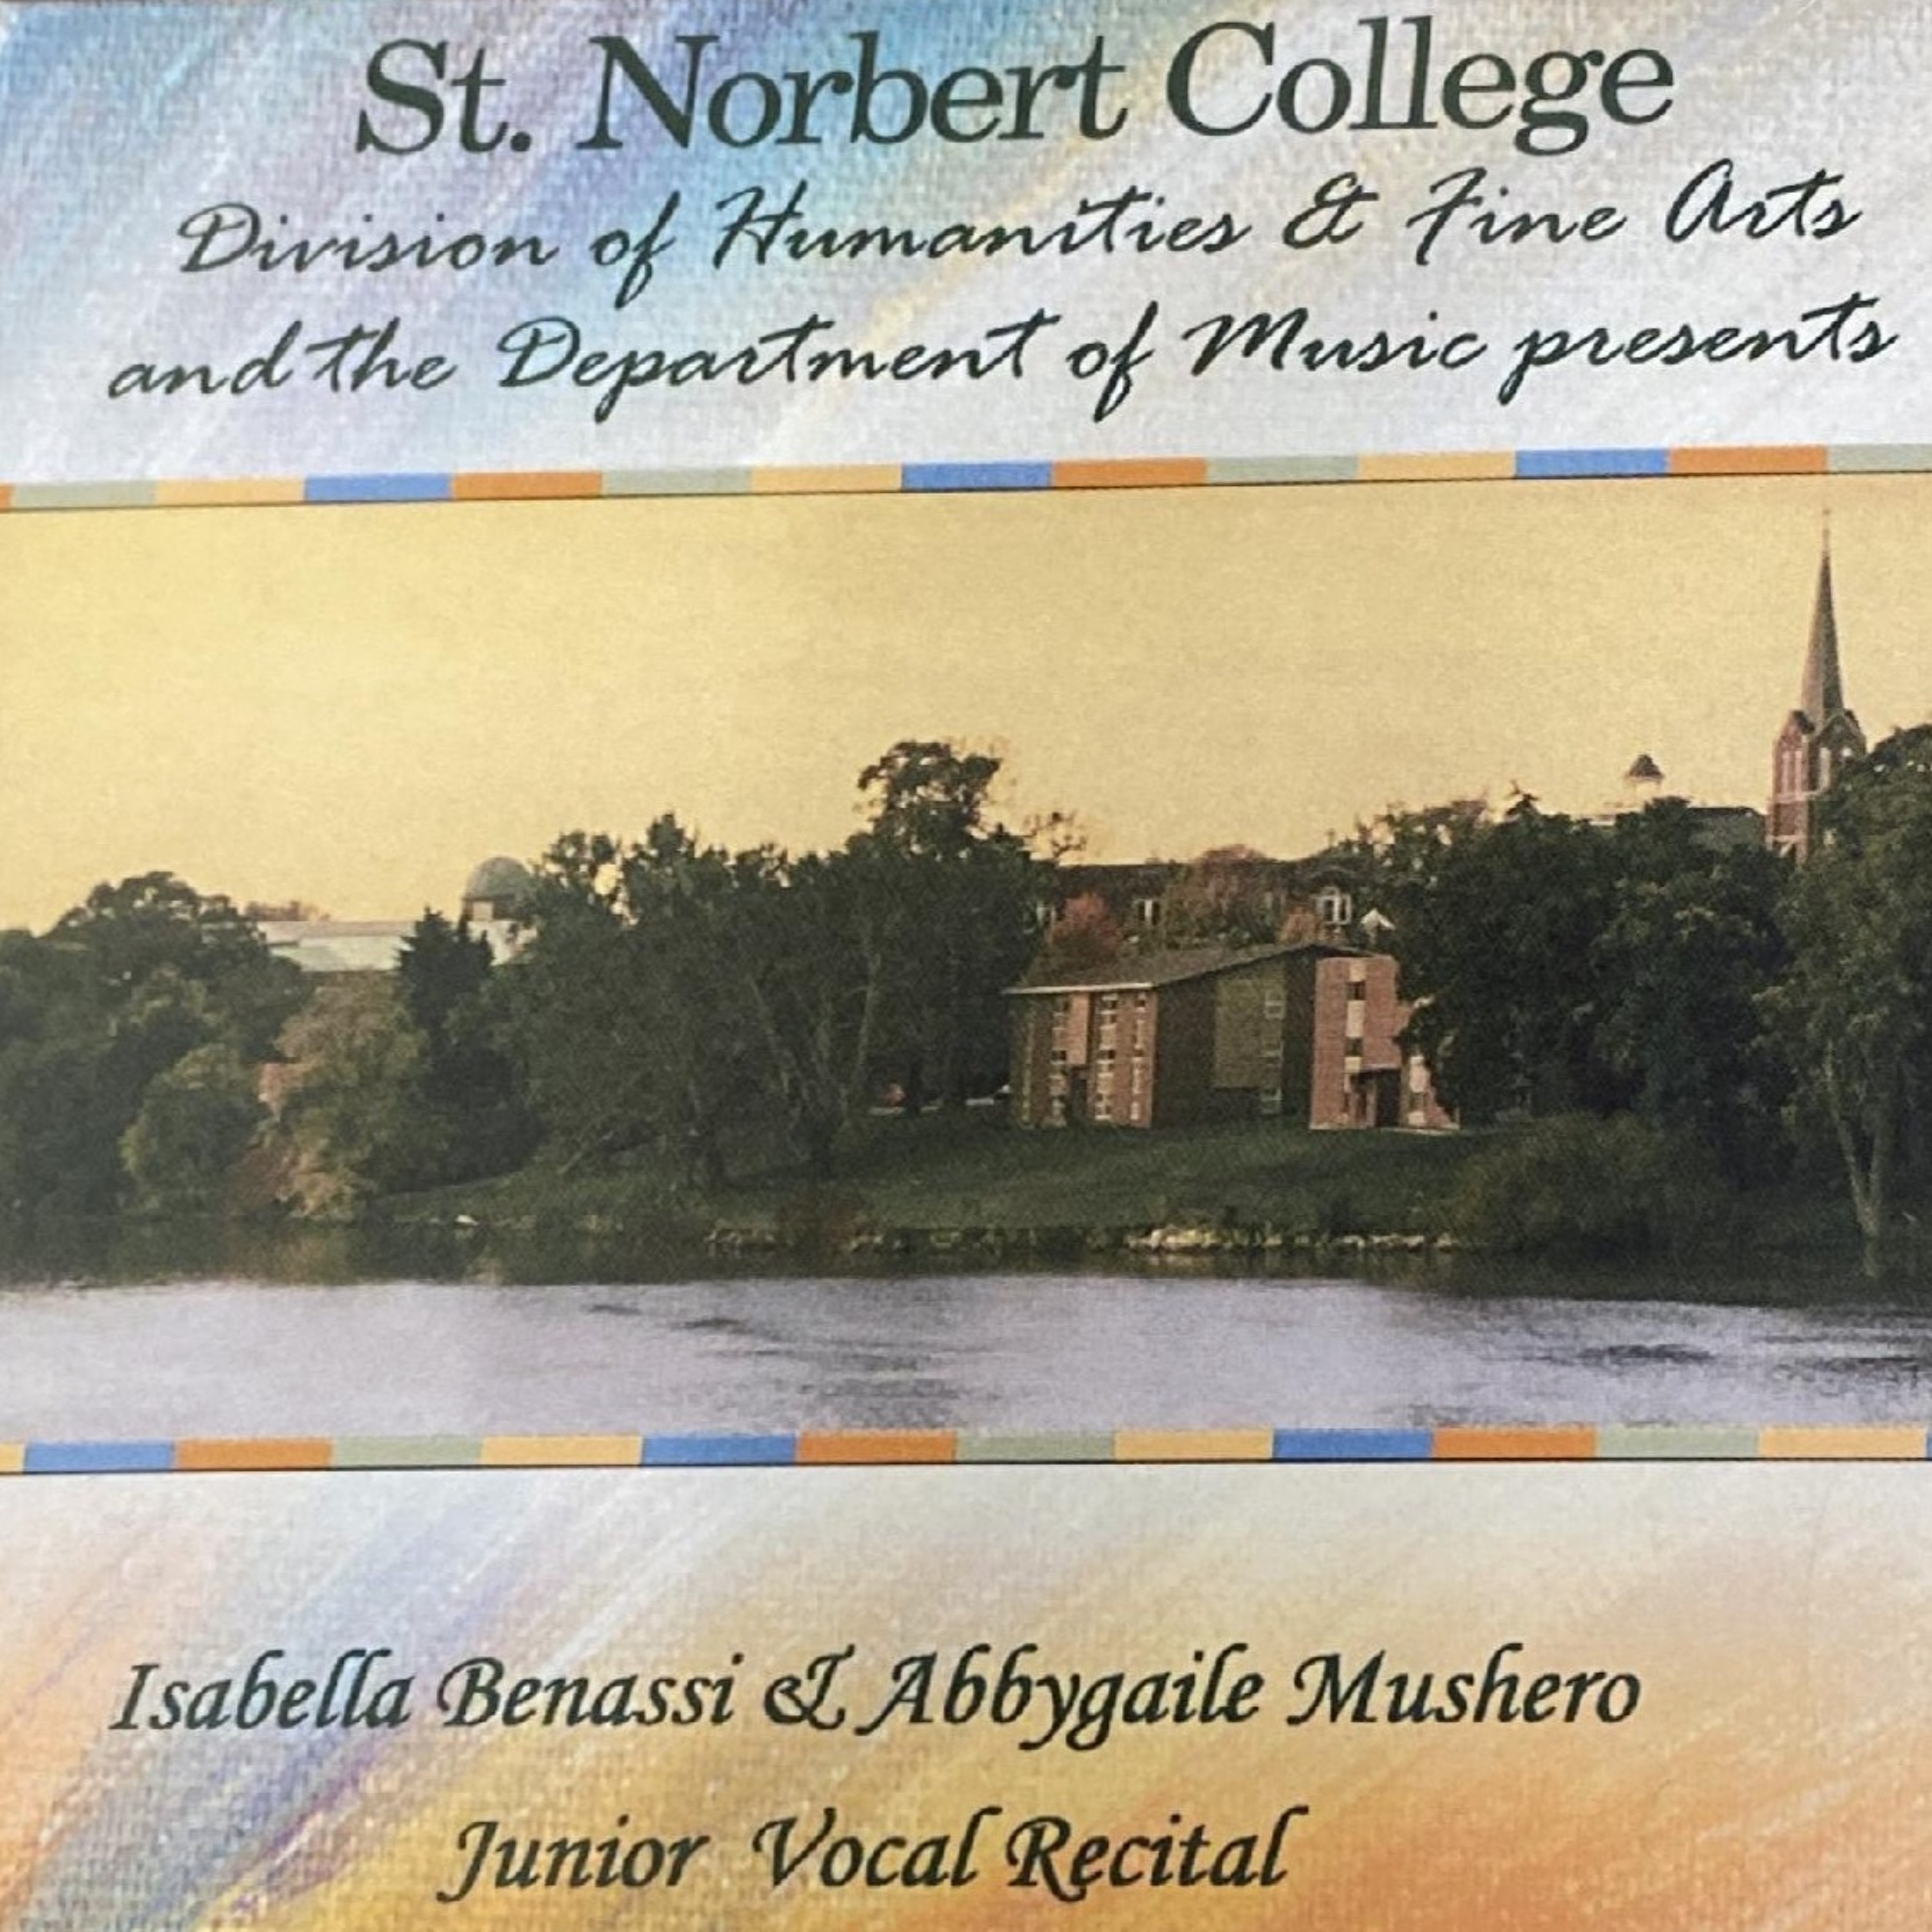 St. Norbert College
Division of Humanities & Fine Arts
and the Department of Music presents
Isabella Benassi & Abbygaile Mushero
Junior Vocal Recital